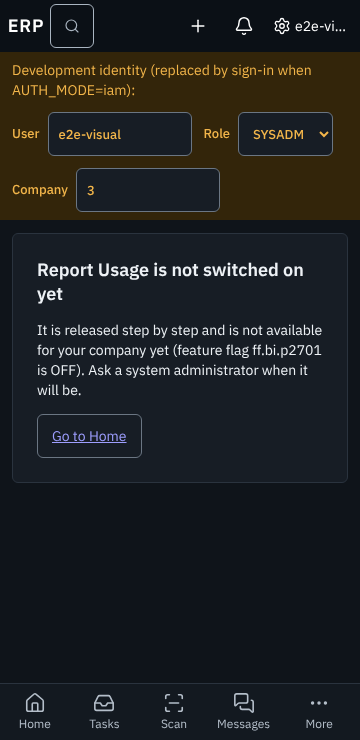 ERP
e2e-vi...
Development identity (replaced by sign-in when
AUTH_MODE=iam):
User e2e-visual Role SYSADM
Company 3
Report Usage is not switched on
yet
It is released step by step and is not available
for your company yet (feature flag ff.bi.p2701
is OFF). Ask a system administrator when it
will be.
Go to Home
Home Tasks Scan Messages More